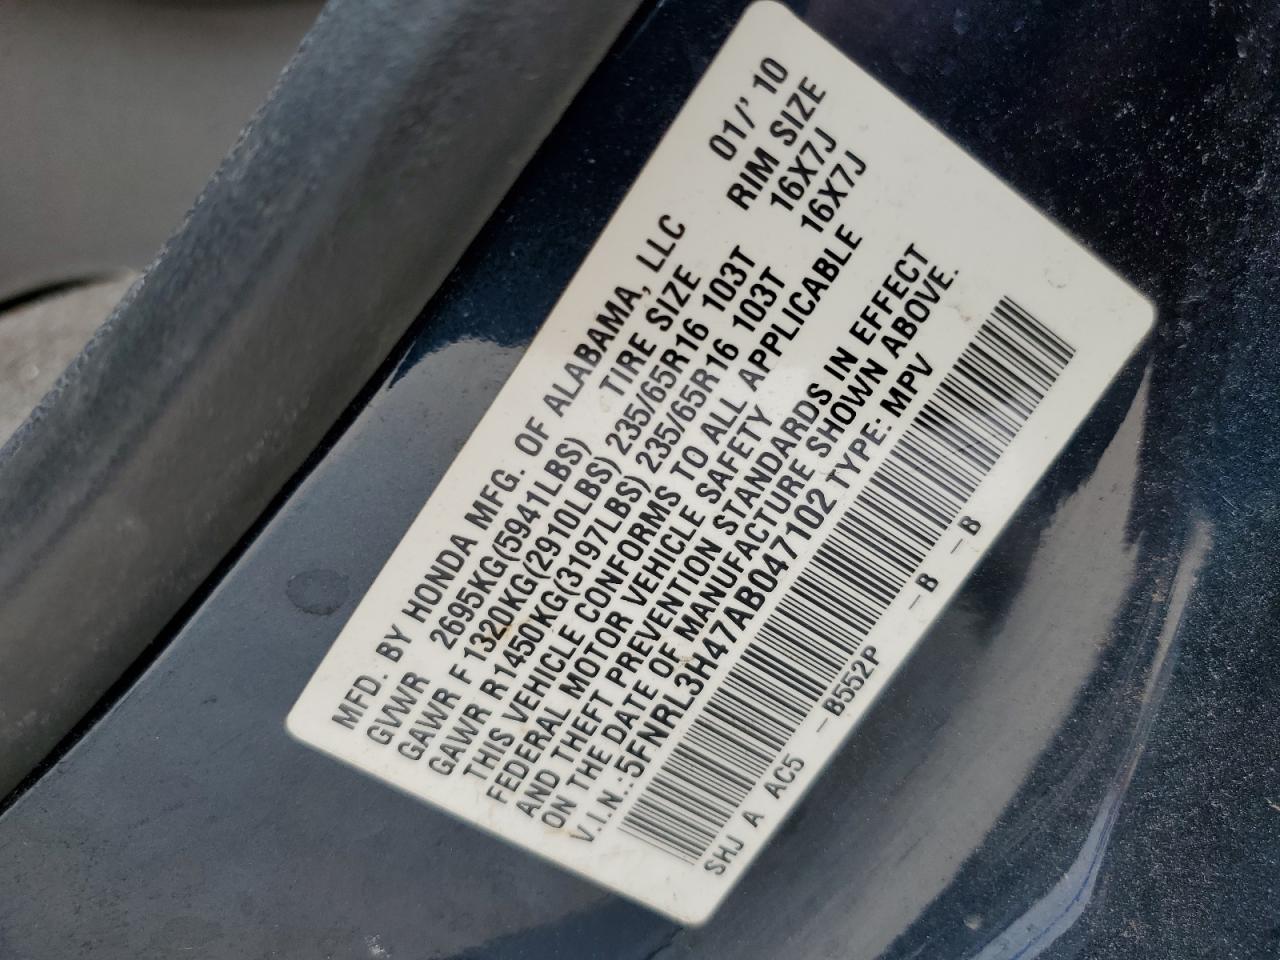 MFD. BY HONDA MFG. OF ALABAMA, LLC 01/' 10
GVWR 2695KG(5941LBS) TIRE SIZE RIM SIZE
GAWR F 1320KG(2910LBS) 235/65R16 103T 16X7J
GAWR R1450KG(3197LBS) 235/65R16 103T 16X7J
THIS VEHICLE CONFORMS TO ALL APPLICABLE
FEDERAL MOTOR VEHICLE SAFETY
AND THEFT PREVENTION STANDARDS IN EFFECT
ON THE DATE OF MANUFACTURE SHOWN ABOVE.
V.I.N.:5FNRL3H47AB047102 TYPE: MPV
SHJ A AC5 –B552P –B –B